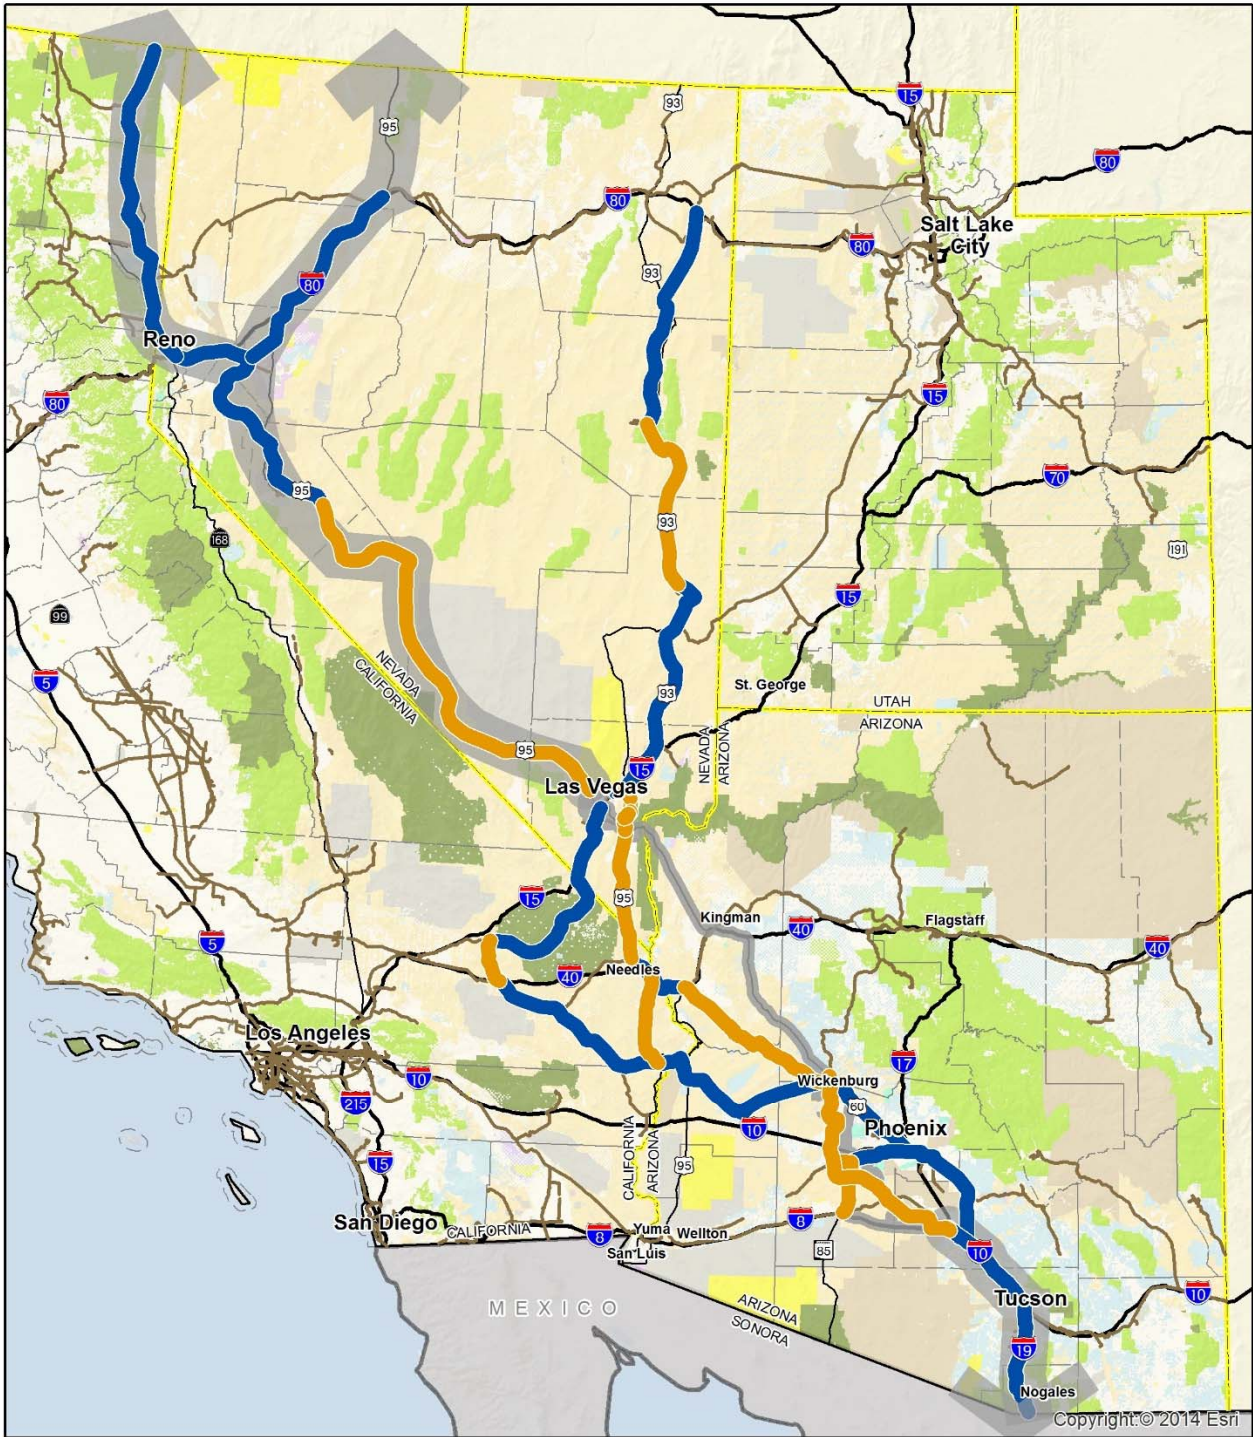 93
15
95
80
80
Salt Lake
City
80
93
80
Reno
15
80
70
95
93
168
191
15
99
NEVADA
CALIFORNIA
5
St. George
93
UTAH
ARIZONA
NEVADA
ARIZONA
95
15
Las Vegas
15
95
Kingman
40
Flagstaff
5
40
Needles
40
Los Angeles
17
10
Wickenburg
215
60
10
Phoenix
CALIFORNIA
ARIZONA
15
95
San Diego
CALIFORNIA
8
Yuma
Wellton
8
San Luis
85
10
10
Tucson
MEXICO
ARIZONA
SONORA
19
Nogales
Copyright:© 2014 Esri